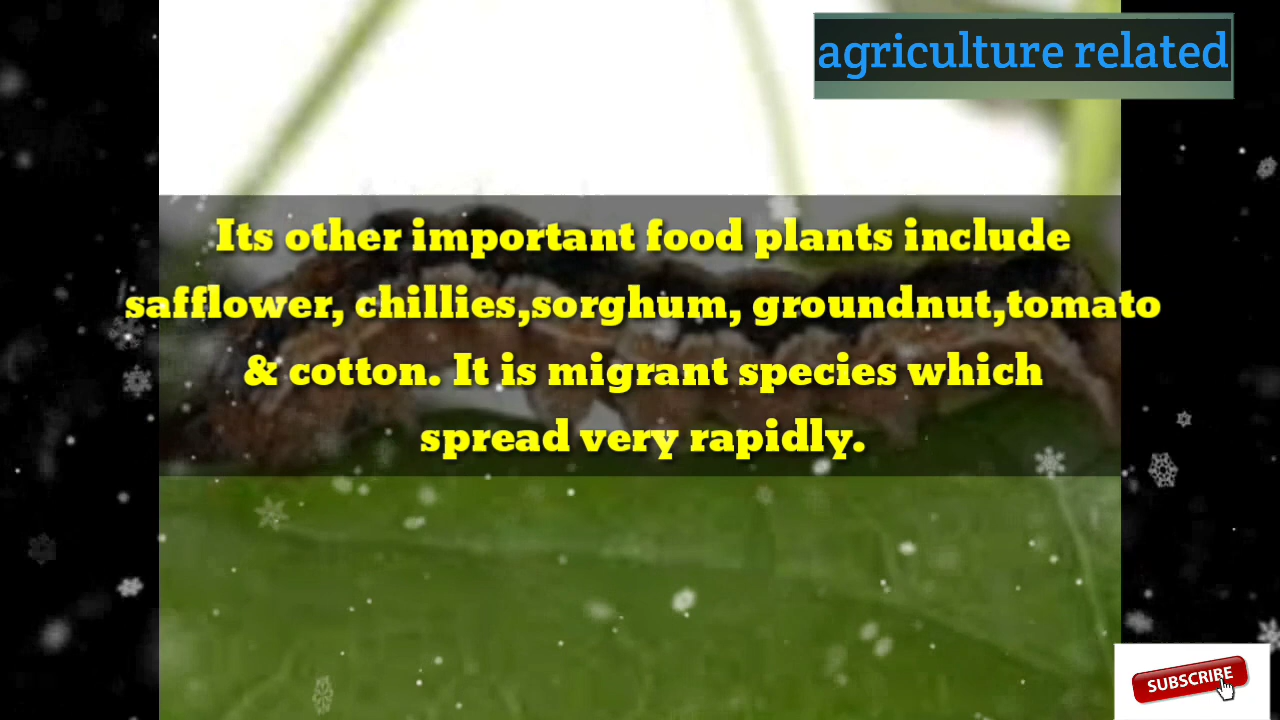 agriculture related
Its other important food plants include
safflower, chillies,sorghum, groundnut,tomato
& cotton. It is migrant species which
spread very rapidly.
SUBSCRIBE